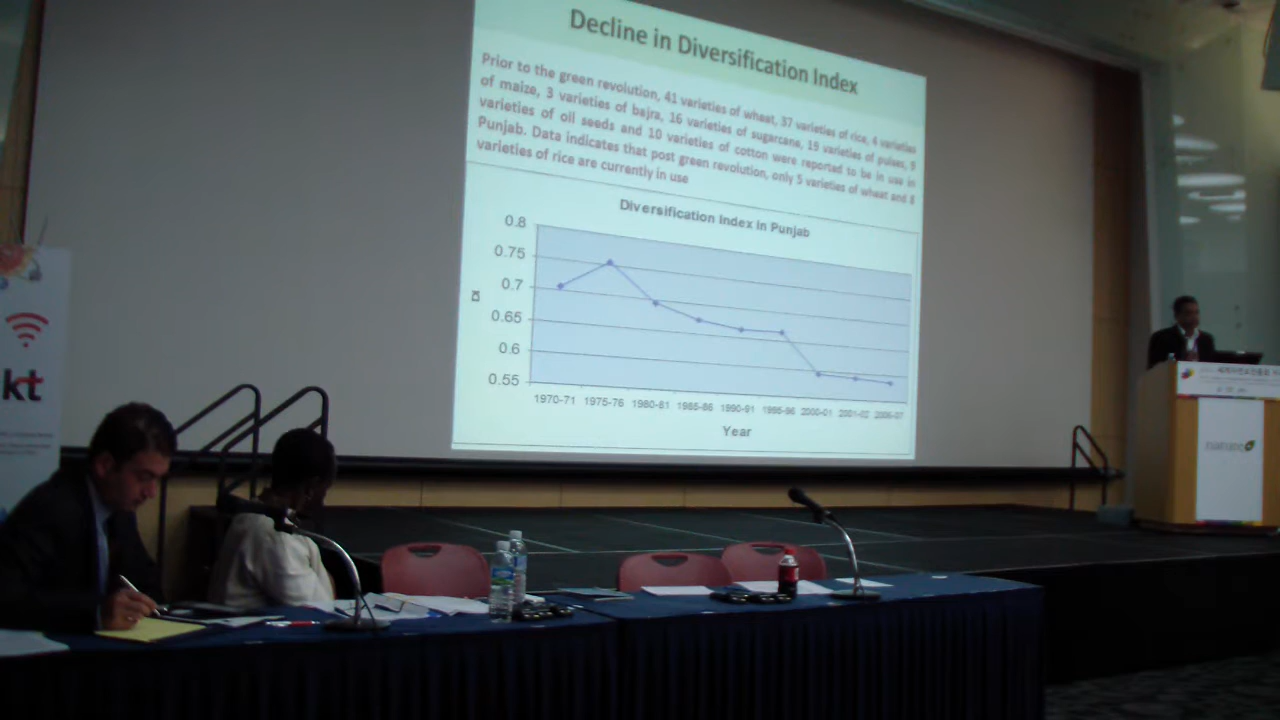 Decline in Diversification Index
Prior to the green revolution, 41 varieties of wheat, 37 varieties of rice, 4 varieties
of maize, 3 varieties of bajra, 16 varieties of sugarcane, 19 varieties of pulses, 9
varieties of oil seeds and 10 varieties of cotton were reported to be in use in
Punjab. Data indicates that post green revolution, only 5 varieties of wheat and 8
varieties of rice are currently in use
Diversification Index in Punjab
0.8
0.75
0.7
0.65
0.6
0.55
DI
1970-71 1975-76 1980-81 1985-86 1990-91 1995-96 2000-01 2001-02 2006-07
Year
kt